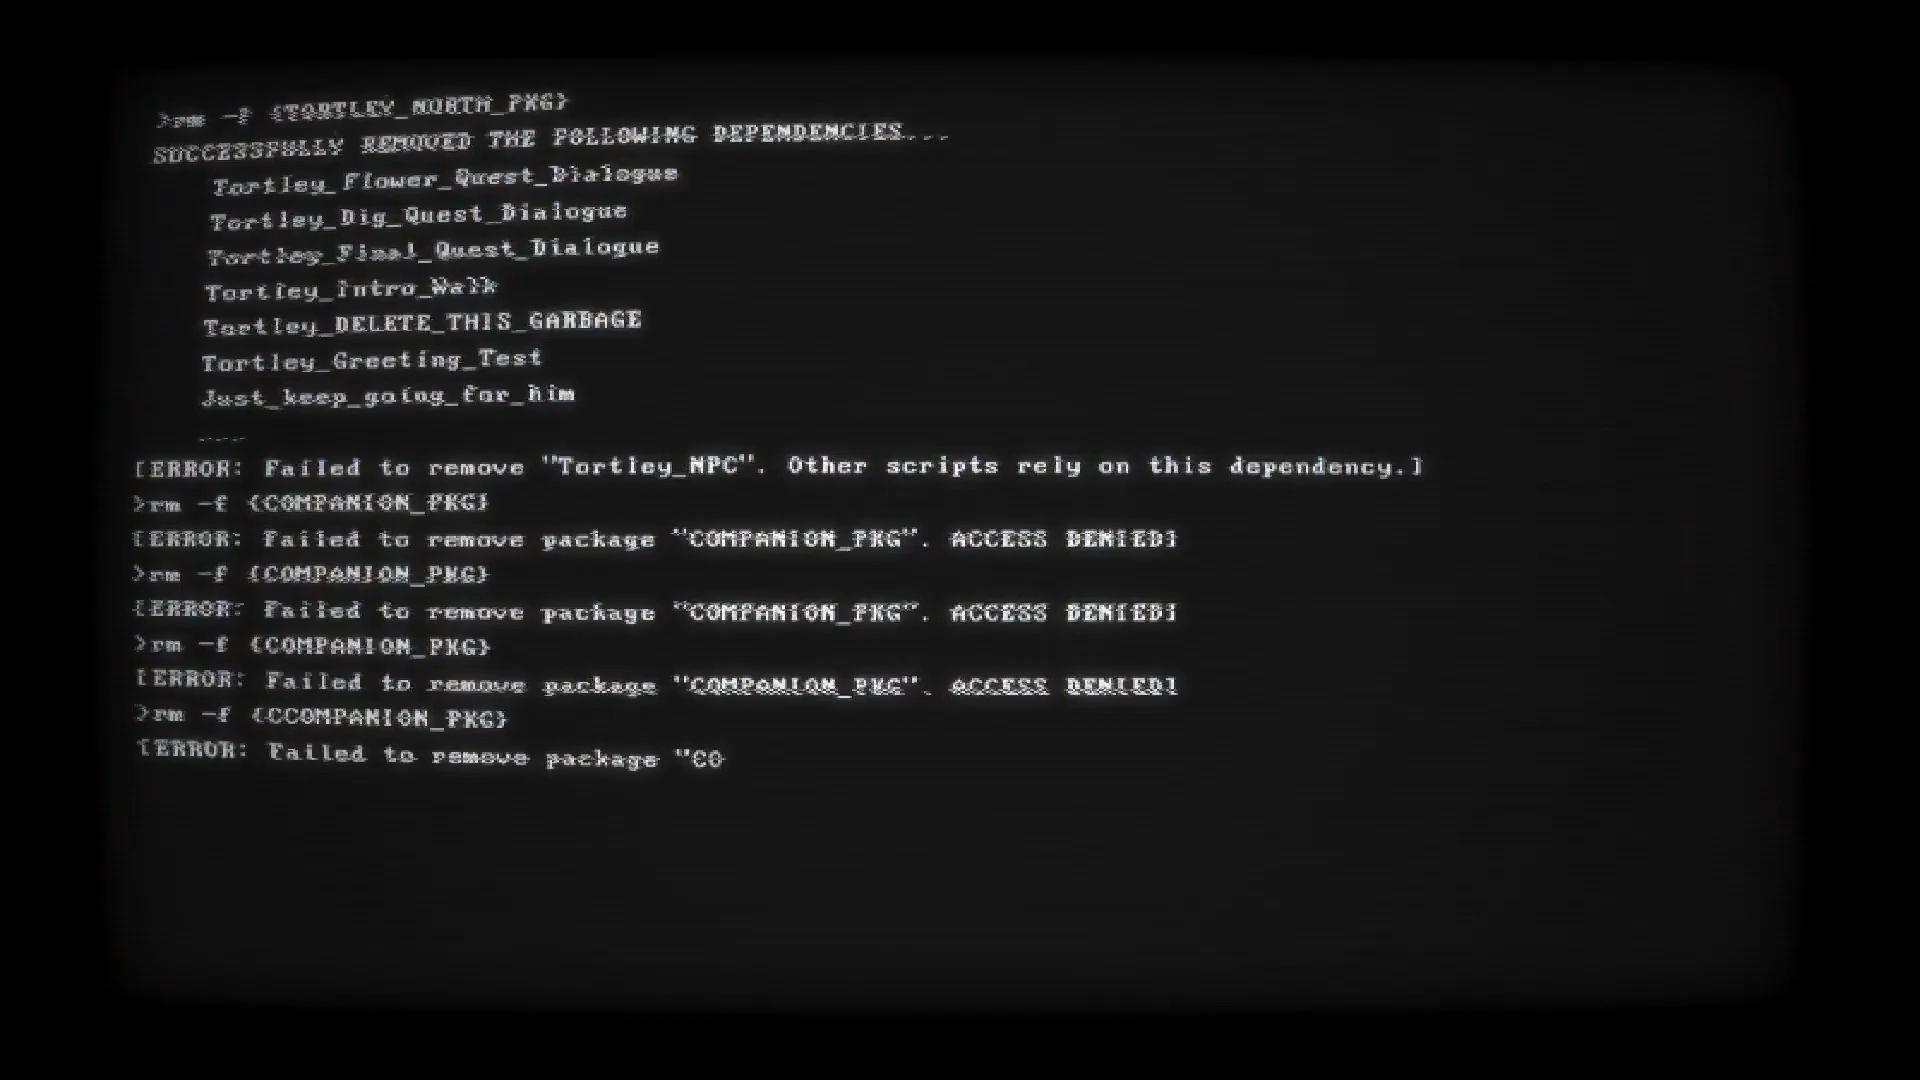 >rm -f {TORTLEY_NORTH_PKG}
SUCCESSFULLY REMOVED THE FOLLOWING DEPENDENCIES...
Tortley_Flower_Quest_Dialogue
Tortley_Dig_Quest_Dialogue
Tortley_Final_Quest_Dialogue
Tortley_Intro_Walk
Tortley_DELETE_THIS_GARBAGE
Tortley_Greeting_Test
Just_keep_going_for_him
....
[ERROR: Failed to remove "Tortley_NPC". Other scripts rely on this dependency.]
>rm -f {COMPANION_PKG}
[ERROR: Failed to remove package "COMPANION_PKG". ACCESS DENIED]
>rm -f {COMPANION_PKG}
[ERROR: Failed to remove package "COMPANION_PKG". ACCESS DENIED]
>rm -f {COMPANION_PKG}
[ERROR: Failed to remove package "COMPANION_PKG". ACCESS DENIED]
>rm -f {CCOMPANION_PKG}
[ERROR: Failed to remove package "CO